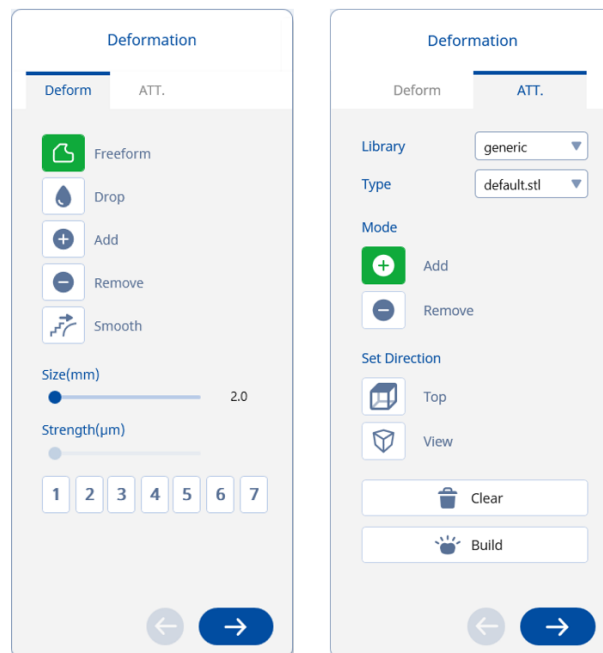 Deformation
Deform ATT.
Freeform
Drop
Add
Remove
Smooth
Size(mm)
2.0
Strength(μm)
1 2 3 4 5 6 7
Deformation
Deform ATT.
Library generic
Type default.stl
Mode
Add
Remove
Set Direction
Top
View
Clear
Build